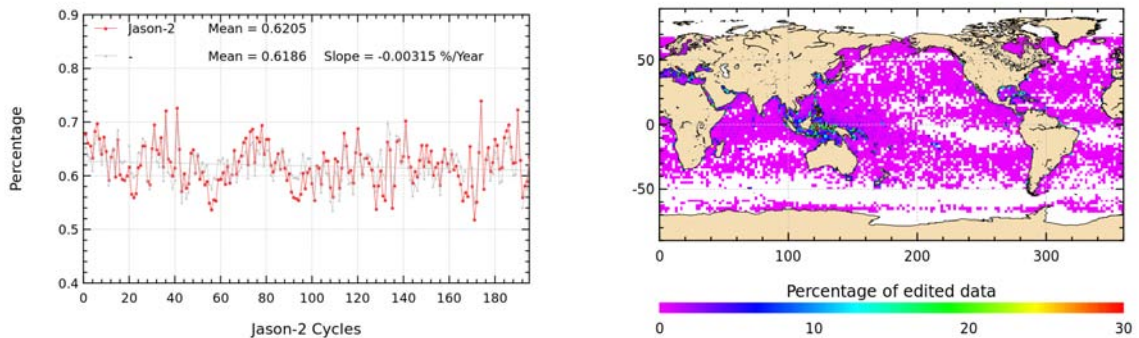 Jason-2 Mean = 0.6205
- Mean = 0.6186 Slope = -0.00315 %/Year
Percentage
0.9
0.8
0.7
0.6
0.5
0.4
0 20 40 60 80 100 120 140 160 180
Jason-2 Cycles
50
0
-50
0 100 200 300
Percentage of edited data
0 10 20 30